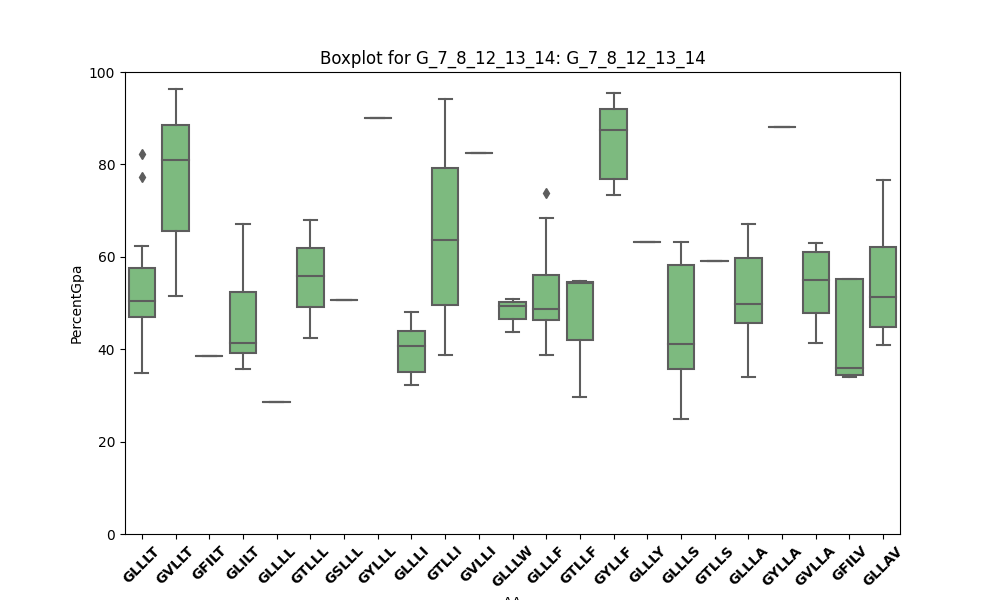 Boxplot for G_7_8_12_13_14: G_7_8_12_13_14
100
80
60
40
20
0
PercentGpa
GLLLT GVLLT GFILT GLILT GLLLL GTLLL GSLLL GYLLL GLLLI GTLLI GVLLI GLLLW GLLLF GTLLF GYLLF GLLLY GLLLS GTLLS GLLLA GYLLA GVLLA GFILV GLLAV
AA